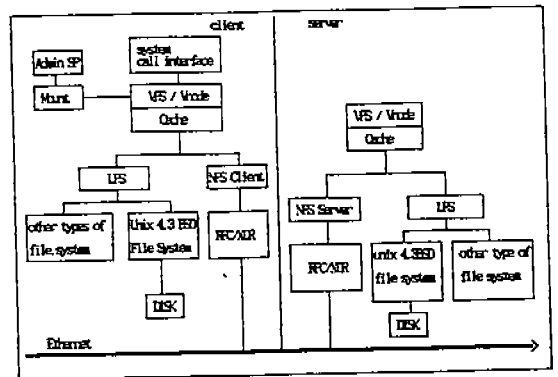 client
server
system
call interface
Admin SP
Mount
VFS / Vnode
Cache
VFS / Vnode
Cache
LFS
NFS Client
NFS Server
LFS
other types of
file system
Unix 4.3 BSD
File System
RPC/XDR
RPC/XDR
unix 4.3BSD
file system
other type of
file system
DISK
DISK
Ethernet